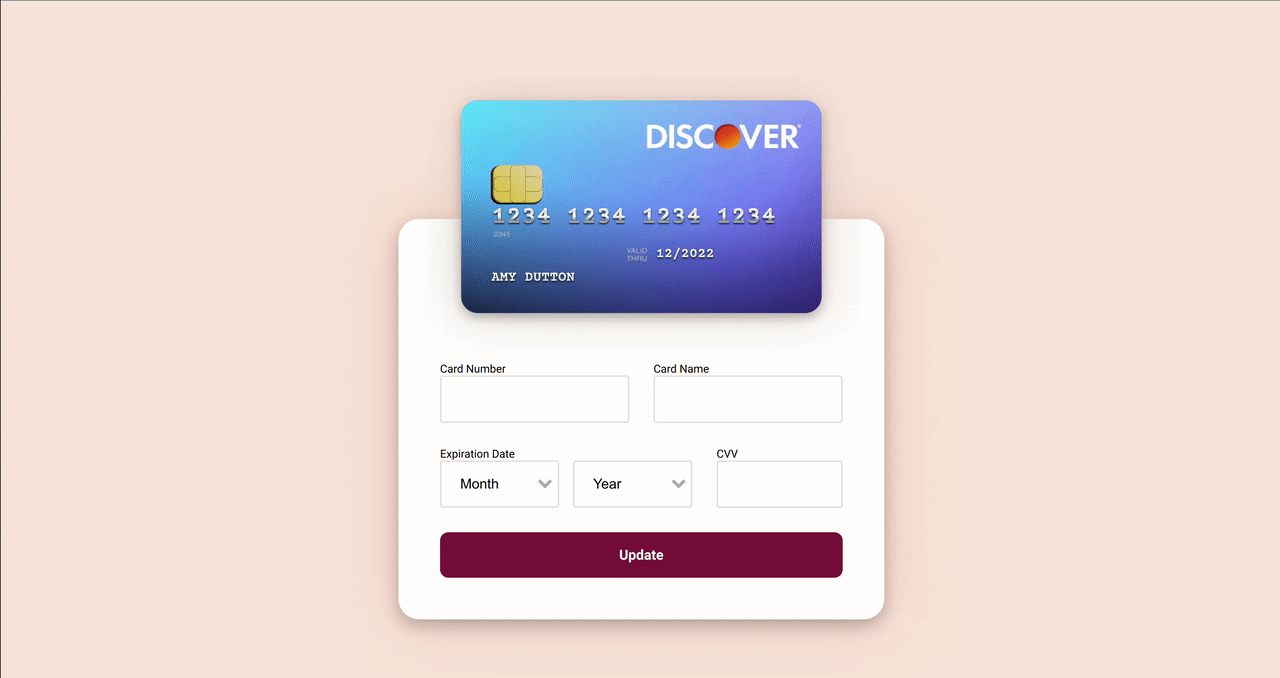 DISCOVER
1234 1234 1234 1234
2345
VALID THRU 12/2022
AMY DUTTON
Card Number Card Name
Expiration Date CVV
Month Year
Update